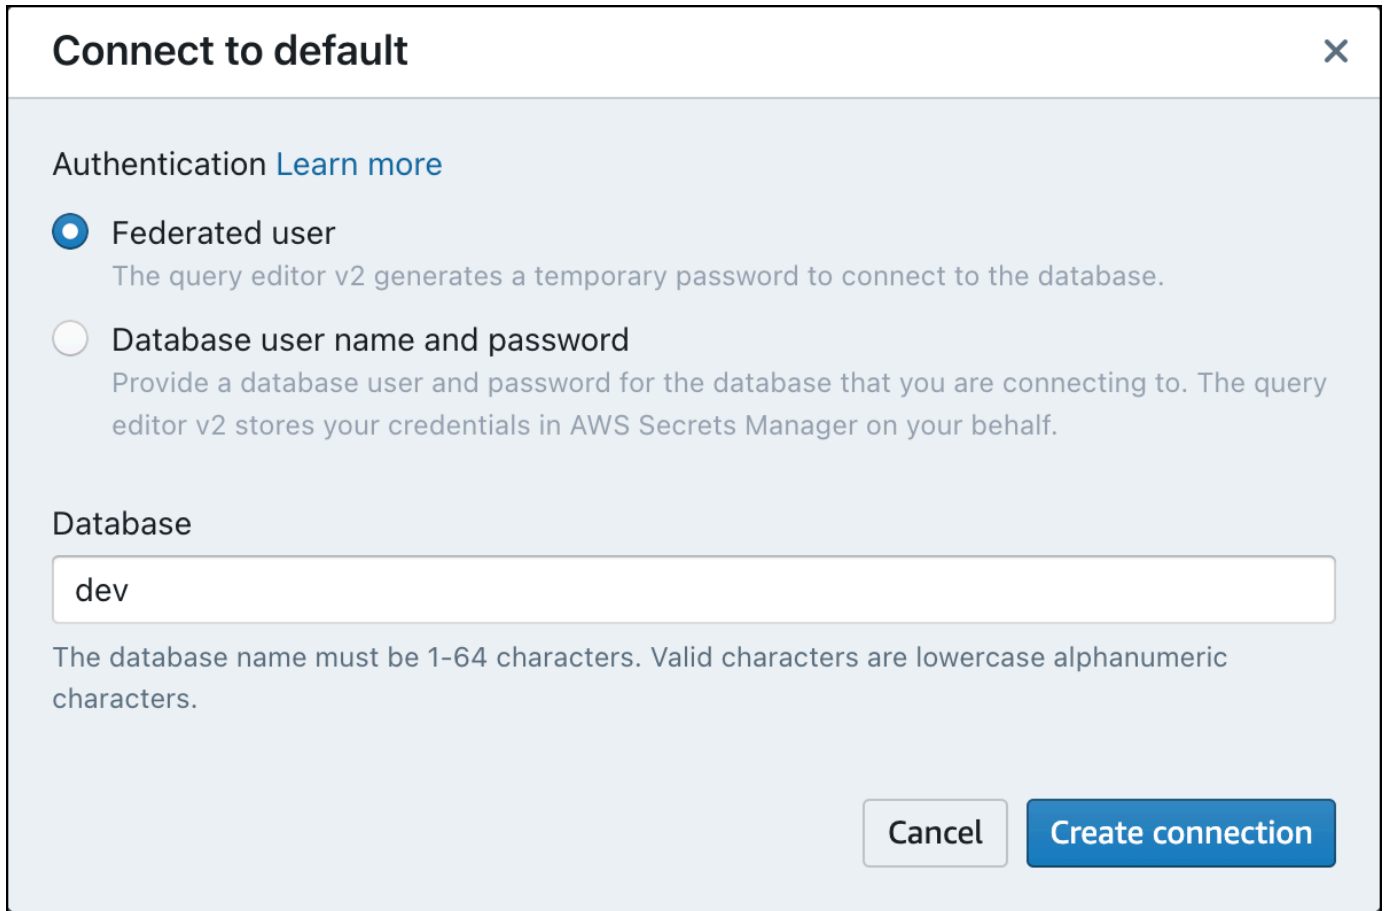 Connect to default
Authentication Learn more
Federated user
The query editor v2 generates a temporary password to connect to the database.
Database user name and password
Provide a database user and password for the database that you are connecting to. The query
editor v2 stores your credentials in AWS Secrets Manager on your behalf.
Database
dev
The database name must be 1-64 characters. Valid characters are lowercase alphanumeric
characters.
Cancel Create connection